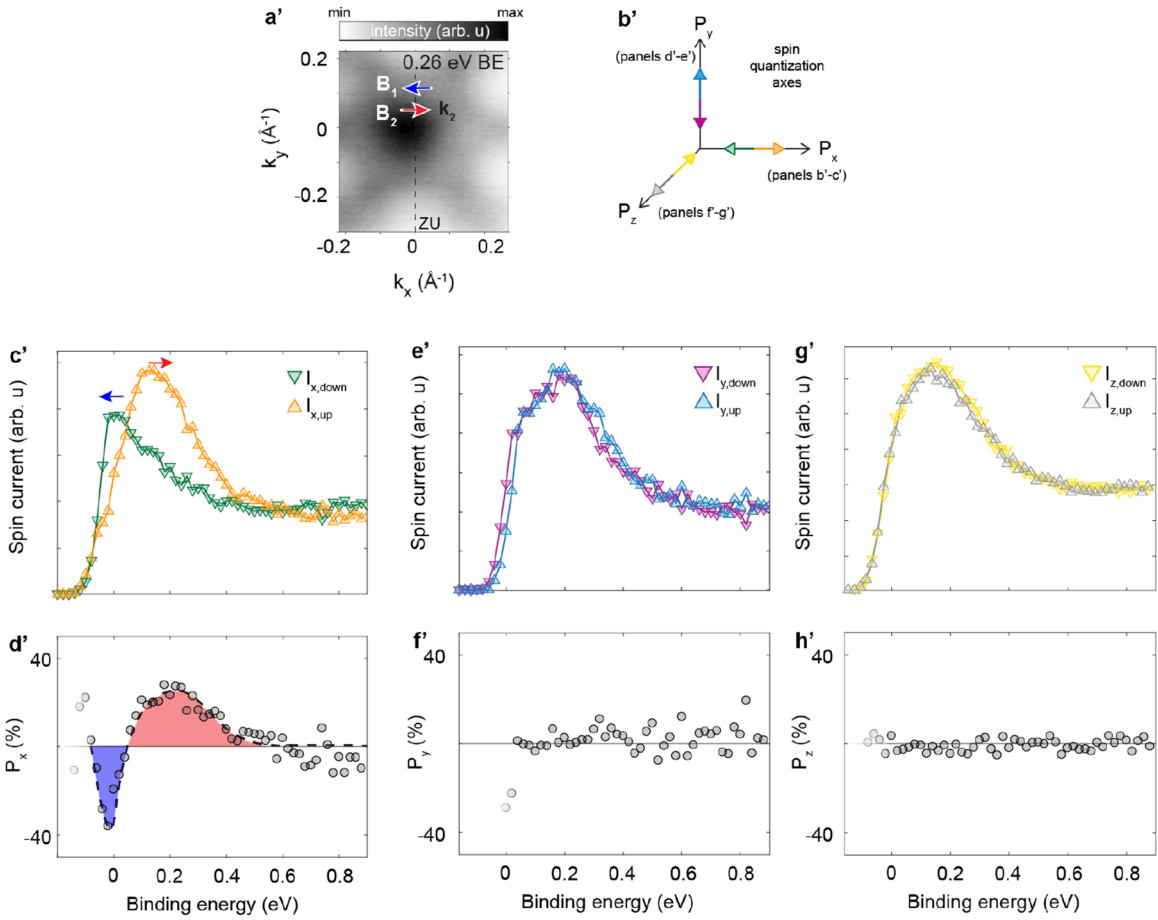 a’
b’
min
max
intensity (arb. u)
0.26 eV BE
B1
B2
k2
ZU
0.2
0
-0.2
ky (Å-1)
-0.2
0
0.2
kx (Å-1)
Py
(panels d’-e’)
spin
quantization
axes
Px
(panels b’-c’)
Pz
(panels f’-g’)
c’
Spin current (arb. u)
Ix,down
Ix,up
e’
Spin current (arb. u)
Iy,down
Iy,up
g’
Spin current (arb. u)
Iz,down
Iz,up
d’
40
0
-40
Px (%)
0
0.2
0.4
0.6
0.8
Binding energy (eV)
f’
40
0
-40
Py (%)
0
0.2
0.4
0.6
0.8
Binding energy (eV)
h’
40
0
-40
Pz (%)
0
0.2
0.4
0.6
0.8
Binding energy (eV)